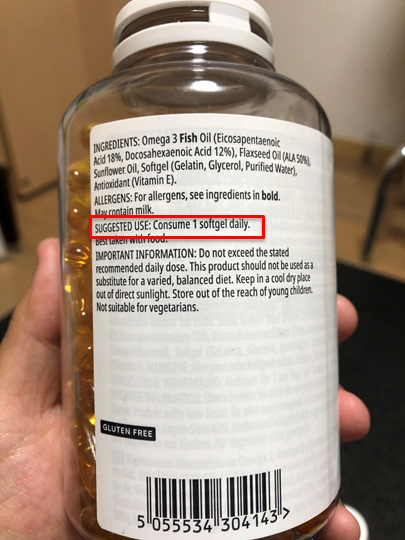 INGREDIENTS: Omega 3 Fish Oil (Eicosapentaenoic
Acid 18%, Docosahexaenoic Acid 12%), Flaxseed Oil (ALA 50%),
Sunflower Oil, Softgel (Gelatin, Glycerol, Purified Water),
Antioxidant (Vitamin E).
ALLERGENS: For allergens, see ingredients in bold.
May contain milk.
SUGGESTED USE: Consume 1 softgel daily.
Best taken with food.
IMPORTANT INFORMATION: Do not exceed the stated
recommended daily dose. This product should not be used as a
substitute for a varied, balanced diet. Keep in a cool dry place
out of direct sunlight. Store out of the reach of young children.
Not suitable for vegetarians.
GLUTEN FREE
5 055534 304143 >